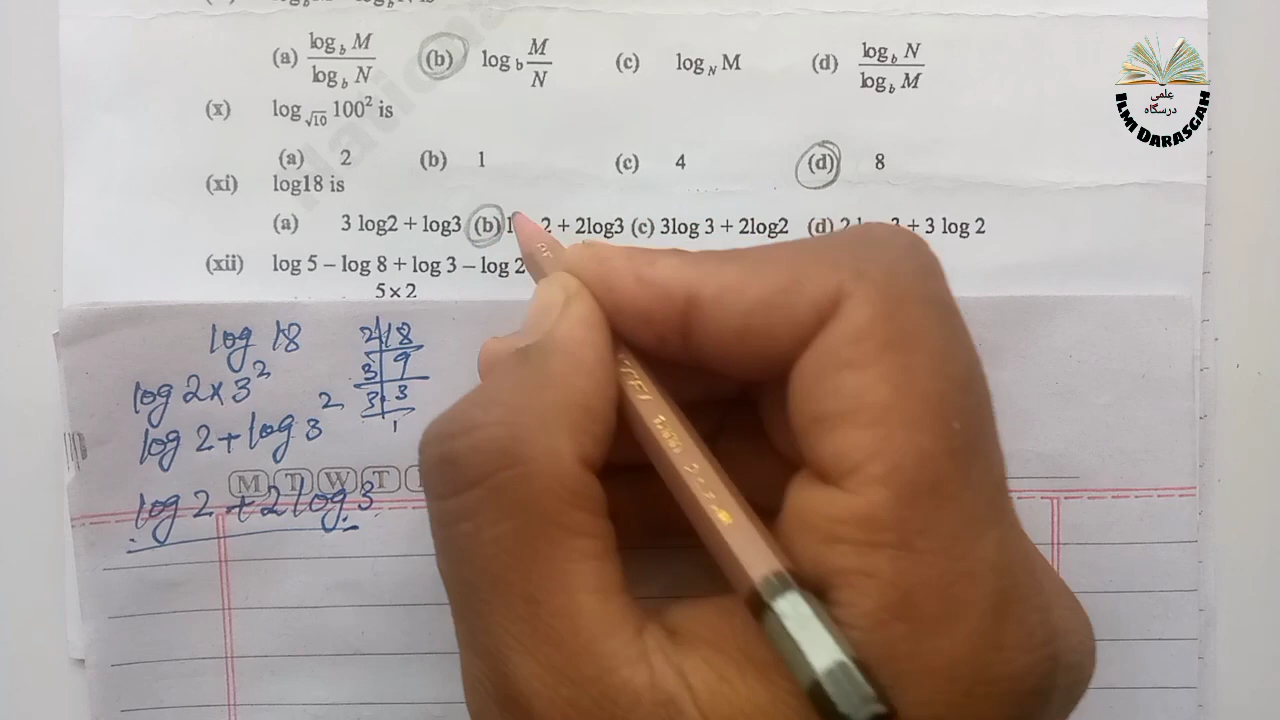 (a) log_b M / log_b N (b) log_b M/N (c) log_N M (d) log_b N / log_b M
(x) log_√10 100² is
(a) 2 (b) 1 (c) 4 (d) 8
(xi) log18 is
(a) 3 log2 + log3 (b) 2 + 2log3 (c) 3log 3 + 2log2 (d) + 3 log 2
(xii) log 5 – log 8 + log 3 – log 2
5 × 2
log 18
2 18
3 9
3 3
1
log 2 × 3²
log 2 + log 3²
M T W T
log 2 + 2 log 3
علمی
درسگاه
ILMI DARASGAH